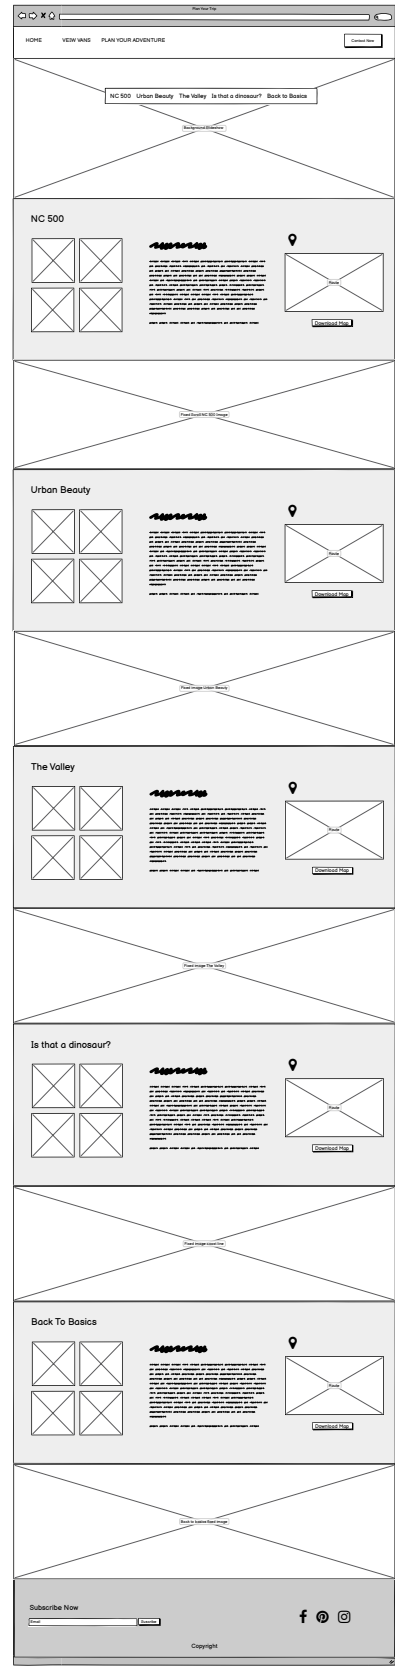 Plan Your Trip
HOME VEIW VANS PLAN YOUR ADVENTURE Contact Now
NC 500 Urban Beauty The Valley Is that a dinosaur? Back to Basics
Background Slideshow
NC 500
Route
Download Map
Fixed Scroll NC 500 Image
Urban Beauty
Route
Download Map
Fixed image Urban Beauty
The Valley
Route
Download Map
Fixed image The Valley
Is that a dinosaur?
Route
Download Map
Fixed image coast line
Back To Basics
Route
Download Map
Back to basics fixed image
Subscribe Now
Email
Copyright